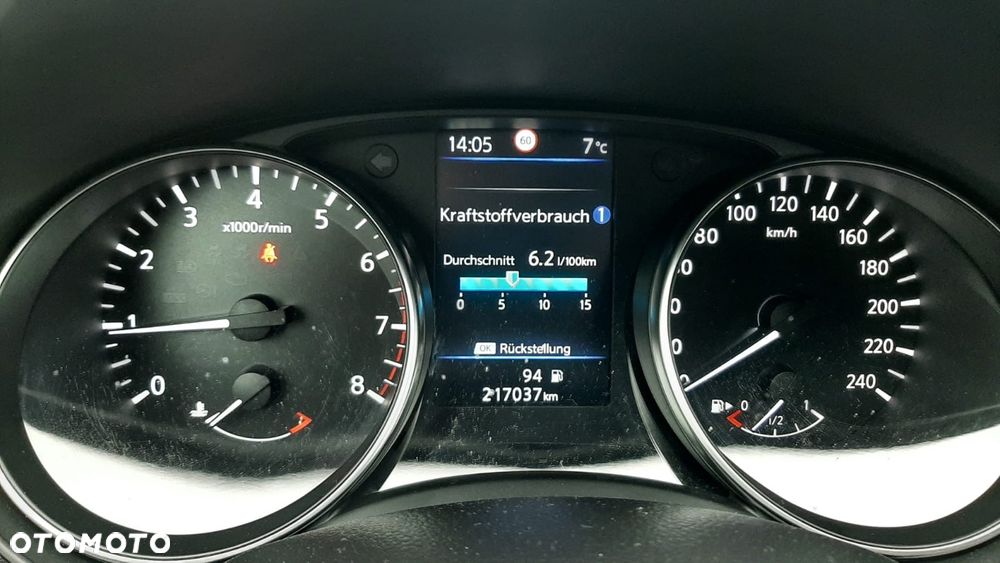 14:05 60 7°C
Kraftstoffverbrauch 1
Durchschnitt 6.2 l/100km
0 5 10 15
OK Rückstellung
94
217037 km
0 1 2 3 4 5 6 7 8
x1000r/min
80 100 120 140 160 180 200 220 240
km/h
0 1/2 1
OTOMOTO